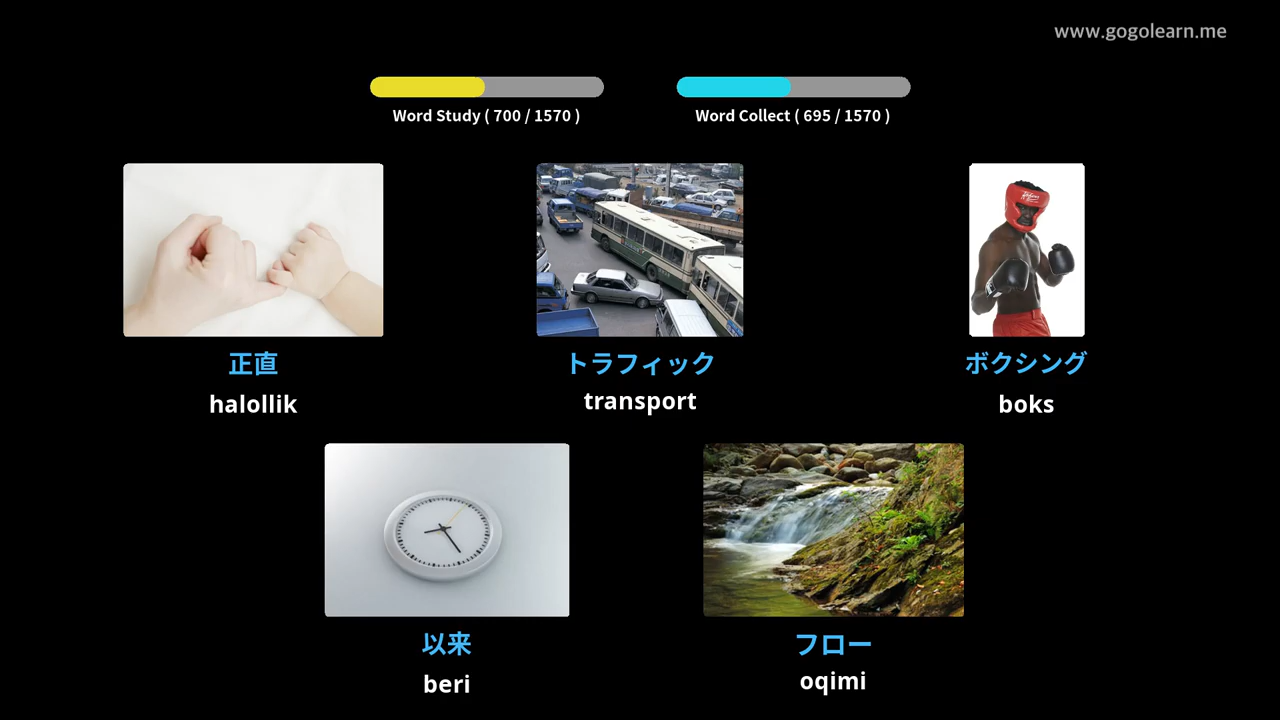 www.gogolearn.me
Word Study ( 700 / 1570 )
Word Collect ( 695 / 1570 )
正直
halollik
トラフィック
transport
ボクシング
boks
以来
beri
フロー
oqimi